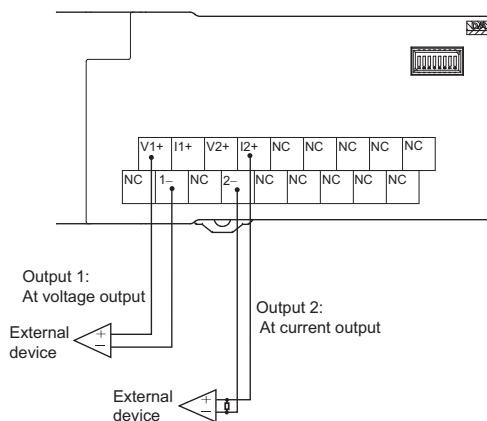 V1+ I1+ V2+ I2+ NC NC NC NC NC
NC 1– NC 2– NC NC NC NC NC
Output 1:
At voltage output
External
device
+
–
Output 2:
At current output
External
device
+
–